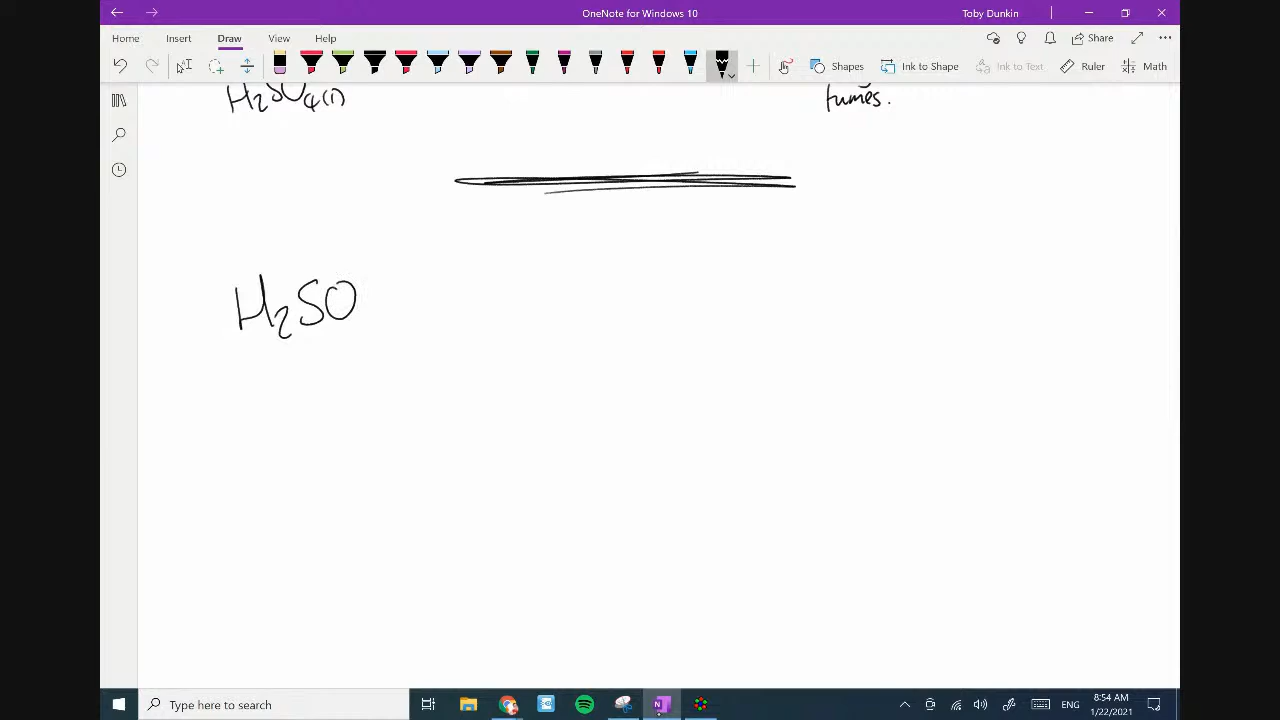 OneNote for Windows 10
Toby Dunkin
Home Insert Draw View Help
Share
Shapes Ink to Shape Ink to Text Ruler Math
H₂SO₄(l)
fumes.
H₂SO
Type here to search
ENG
8:54 AM
1/22/2021